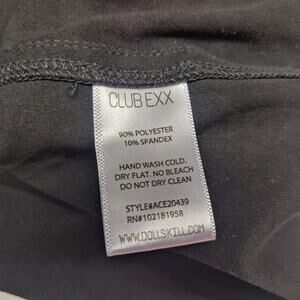 CLUB EXX
90% POLYESTER
10% SPANDEX
HAND WASH COLD.
DRY FLAT. NO BLEACH
DO NOT DRY CLEAN
STYLE#ACE20439
RN#102181958
WWW.DOLLSKILL.COM